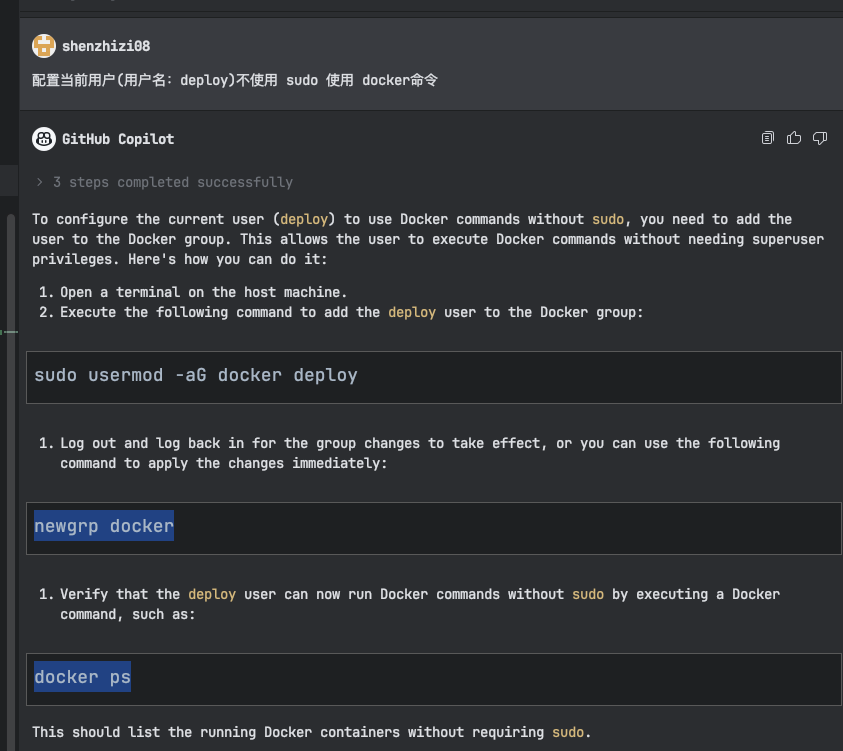 shenzhizi08
配置当前用户(用户名: deploy)不使用 sudo 使用 docker命令
GitHub Copilot
3 steps completed successfully
To configure the current user (deploy) to use Docker commands without sudo, you need to add the
user to the Docker group. This allows the user to execute Docker commands without needing superuser
privileges. Here's how you can do it:
1. Open a terminal on the host machine.
2. Execute the following command to add the deploy user to the Docker group:
sudo usermod -aG docker deploy
1. Log out and log back in for the group changes to take effect, or you can use the following
command to apply the changes immediately:
newgrp docker
1. Verify that the deploy user can now run Docker commands without sudo by executing a Docker
command, such as:
docker ps
This should list the running Docker containers without requiring sudo.